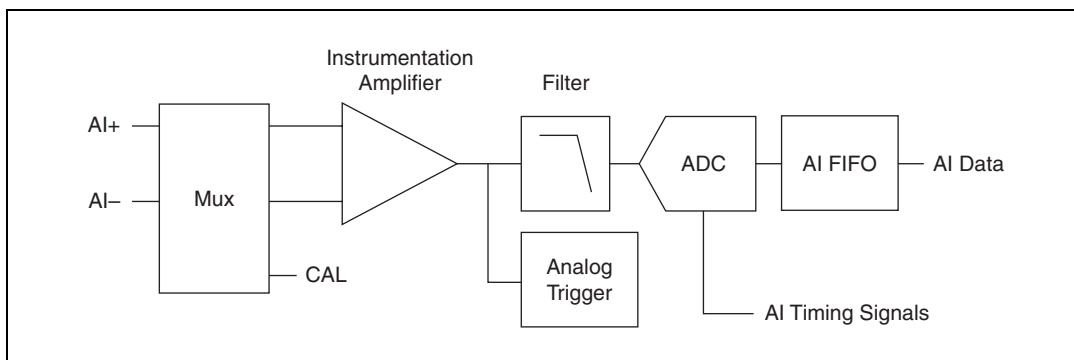 Instrumentation
Amplifier
Filter
AI+
AI–
Mux
CAL
ADC
AI FIFO
AI Data
Analog
Trigger
AI Timing Signals